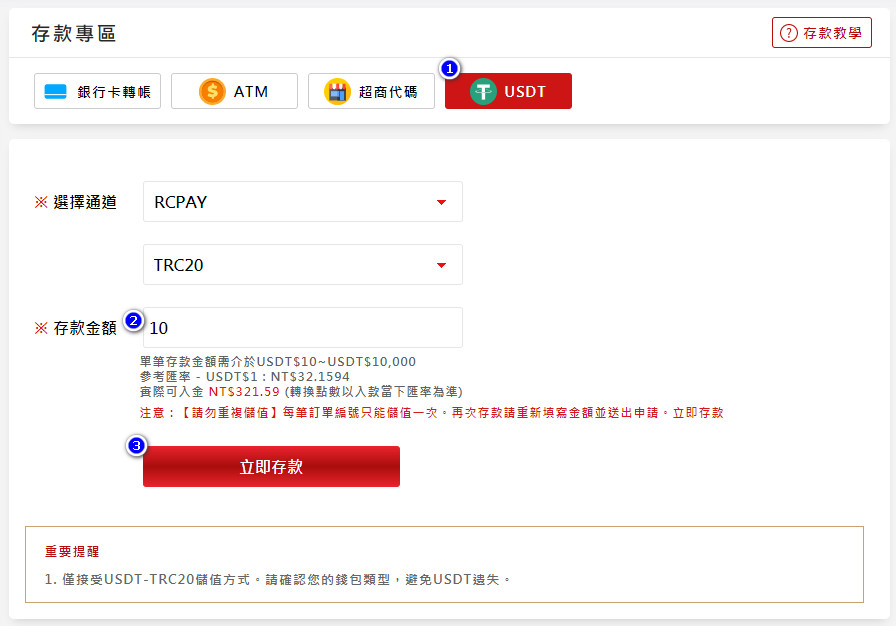 存款專區
? 存款教學
1
銀行卡轉帳 ATM 超商代碼 USDT
※ 選擇通道 RCPAY
TRC20
※ 存款金額 2 10
單筆存款金額需介於USDT$10~USDT$10,000
參考匯率 - USDT$1 : NT$32.1594
實際可入金 NT$321.59 (轉換點數以入款當下匯率為準)
注意：【請勿重複儲值】每筆訂單編號只能儲值一次。再次存款請重新填寫金額並送出申請。立即存款
3
立即存款
重要提醒
1. 僅接受USDT-TRC20儲值方式。請確認您的錢包類型，避免USDT遺失。